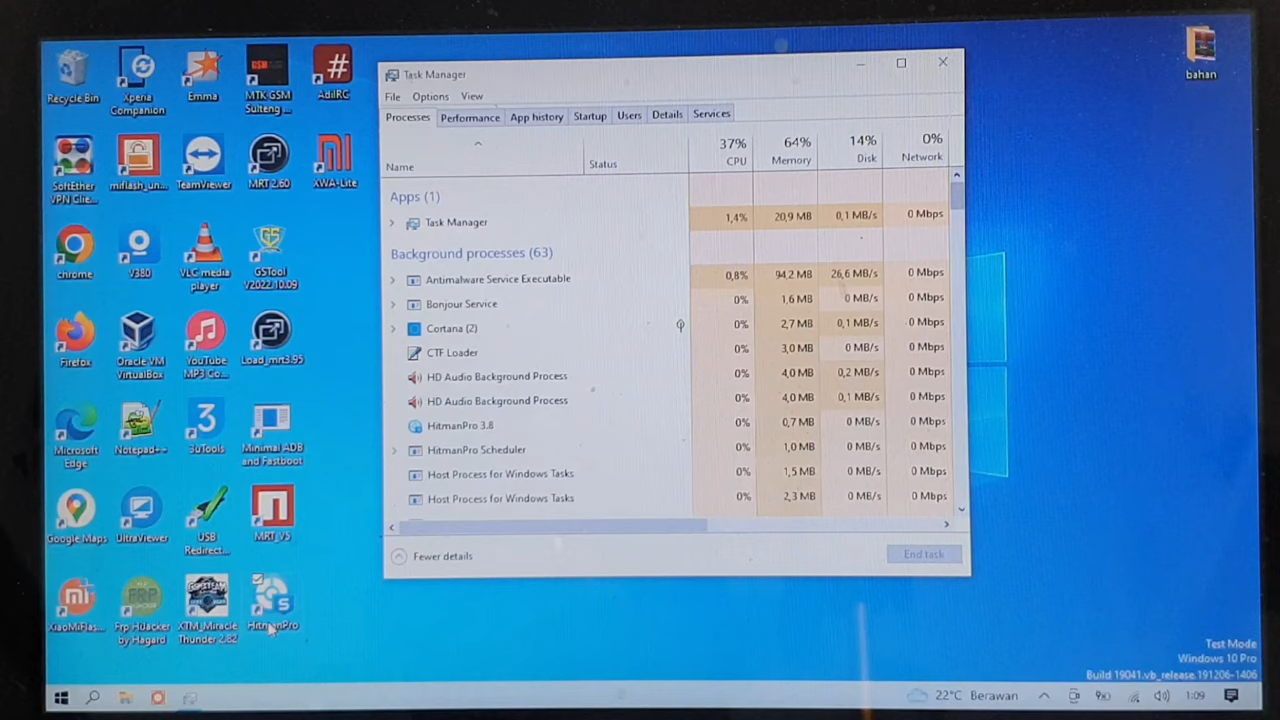 Recycle Bin
Xperia
Companion
Emma
MTK GSM
Sulteng ...
AdiIRC
SoftEther
VPN Clie...
miflash_un...
TeamViewer
MRT 2.60
XWA-Lite
chrome
V380
VLC media
player
GSTool
V2022.10.09
Firefox
Oracle VM
VirtualBox
YouTube
MP3 Co...
Load_mrt3.95
Microsoft
Edge
Notepad++
3uTools
Minimal ADB
and Fastboot
Google Maps
UltraViewer
USB
Redirect...
MRT_V5
XiaoMiFlas...
Frp HiJacker
by Hagard
XTM_Miracle
Thunder 2.82
HitmanPro
bahan
Task Manager
File Options View
Processes Performance App history Startup Users Details Services
37% 64% 14% 0%
Name Status CPU Memory Disk Network
Apps (1)
Task Manager 1,4% 20,9 MB 0,1 MB/s 0 Mbps
Background processes (63)
Antimalware Service Executable 0,8% 94,2 MB 26,6 MB/s 0 Mbps
Bonjour Service 0% 1,6 MB 0 MB/s 0 Mbps
Cortana (2) 0% 2,7 MB 0,1 MB/s 0 Mbps
CTF Loader 0% 3,0 MB 0 MB/s 0 Mbps
HD Audio Background Process 0% 4,0 MB 0,2 MB/s 0 Mbps
HD Audio Background Process 0% 4,0 MB 0,1 MB/s 0 Mbps
HitmanPro 3.8 0% 0,7 MB 0 MB/s 0 Mbps
HitmanPro Scheduler 0% 1,0 MB 0 MB/s 0 Mbps
Host Process for Windows Tasks 0% 1,5 MB 0 MB/s 0 Mbps
Host Process for Windows Tasks 0% 2,3 MB 0 MB/s 0 Mbps
Fewer details End task
Test Mode
Windows 10 Pro
Build 19041.vb_release.191206-1406
22°C Berawan 1:09